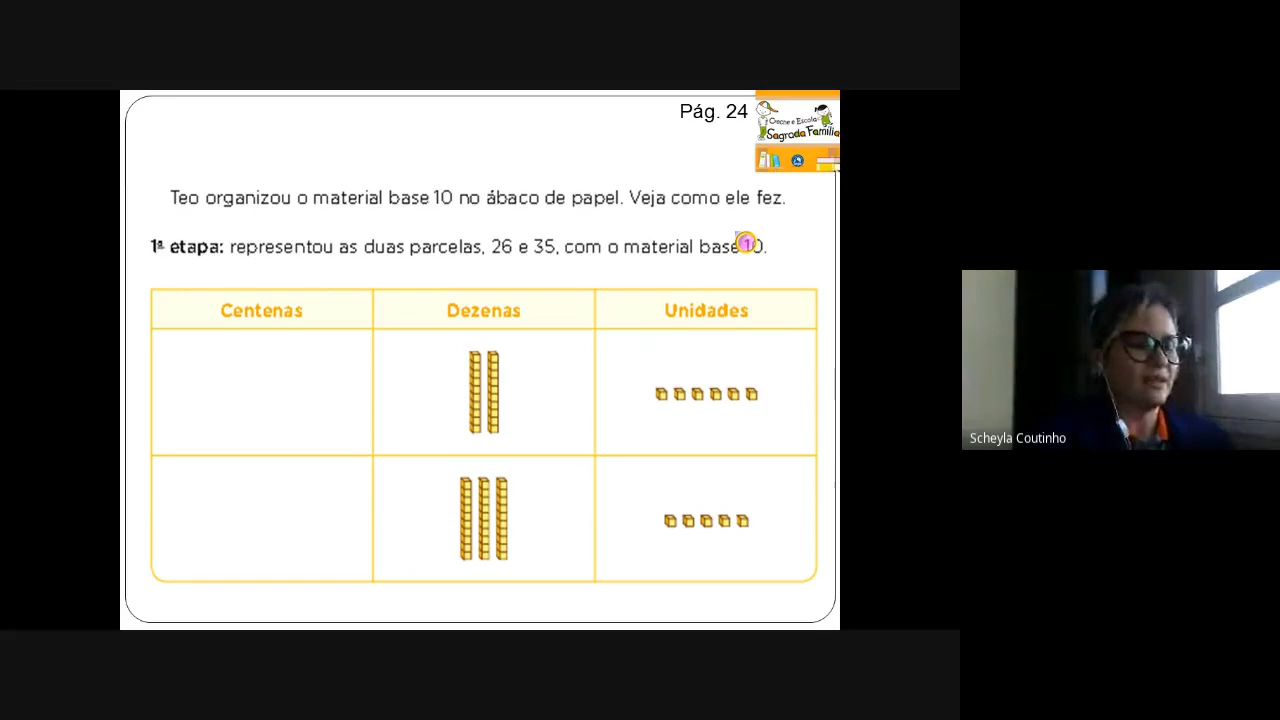 Pág. 24
Creche e Escola
Sagrada Família
Teo organizou o material base 10 no ábaco de papel. Veja como ele fez.
1ª etapa: representou as duas parcelas, 26 e 35, com o material base 10.
Centenas Dezenas Unidades
Scheyla Coutinho